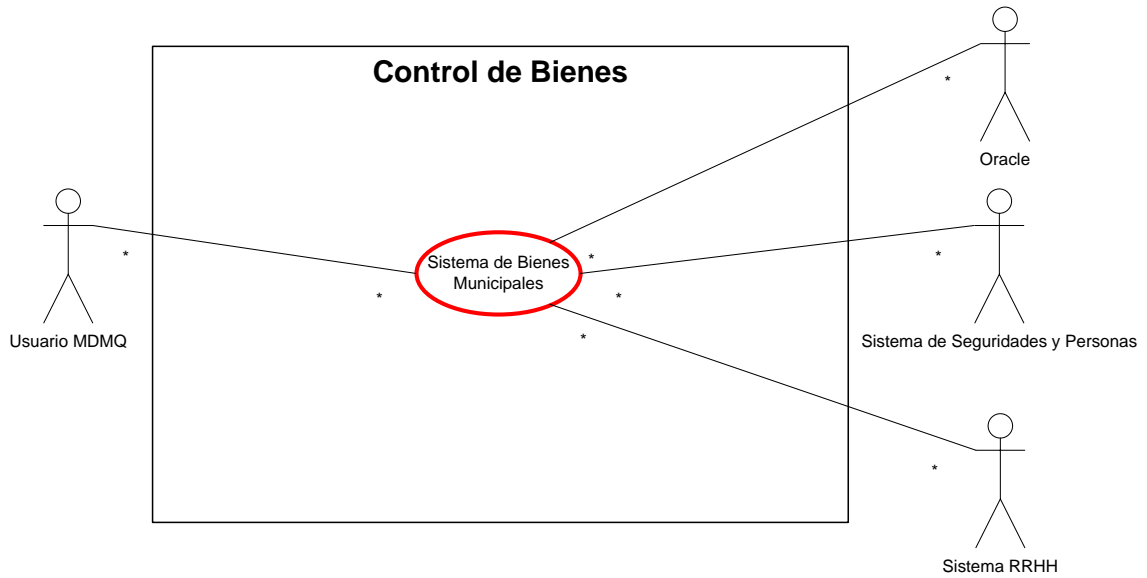 Control de Bienes
*
Oracle
*
*
*
Sistema de Bienes
Municipales
*
*
*
Usuario MDMQ
Sistema de Seguridades y Personas
*
Sistema RRHH